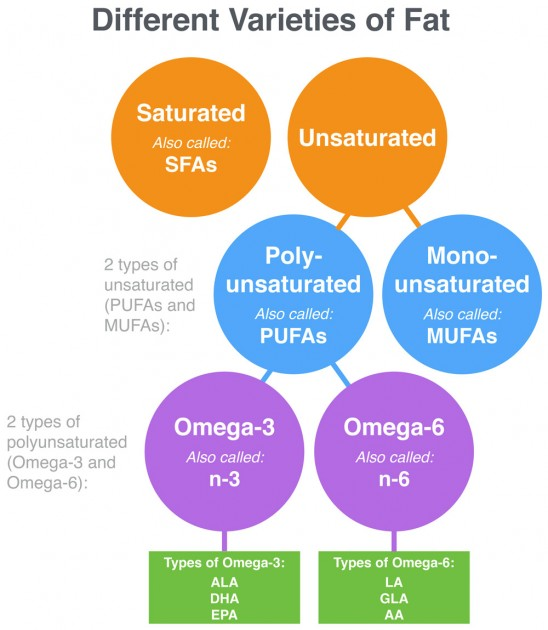 Different Varieties of Fat
Saturated
Also called:
SFAs
Unsaturated
2 types of
unsaturated
(PUFAs and
MUFAs):
Poly-
unsaturated
Also called:
PUFAs
Mono-
unsaturated
Also called:
MUFAs
2 types of
polyunsaturated
(Omega-3 and
Omega-6):
Omega-3
Also called:
n-3
Omega-6
Also called:
n-6
Types of Omega-3:
ALA
DHA
EPA
Types of Omega-6:
LA
GLA
AA